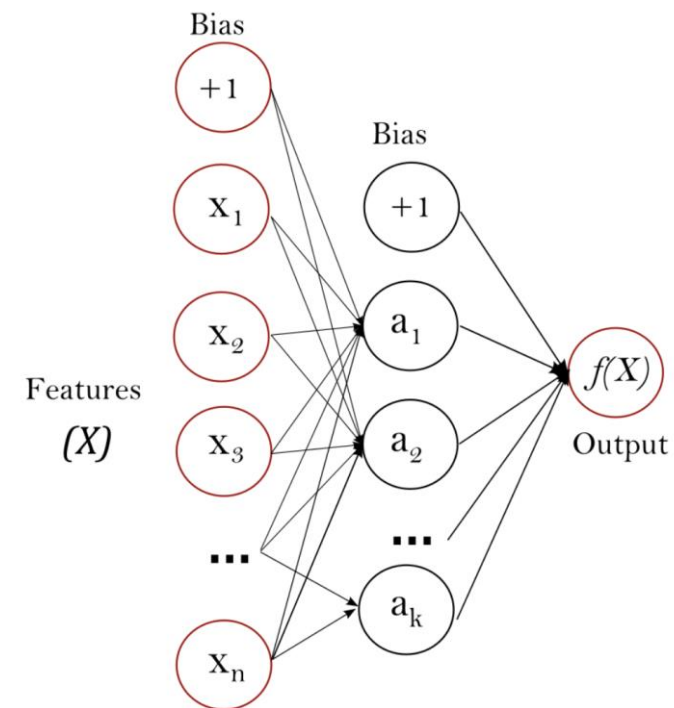 Bias
+1
x₁
x₂
x₃
...
xₙ
Features
(X)
Bias
+1
a₁
a₂
...
aₖ
f(X)
Output